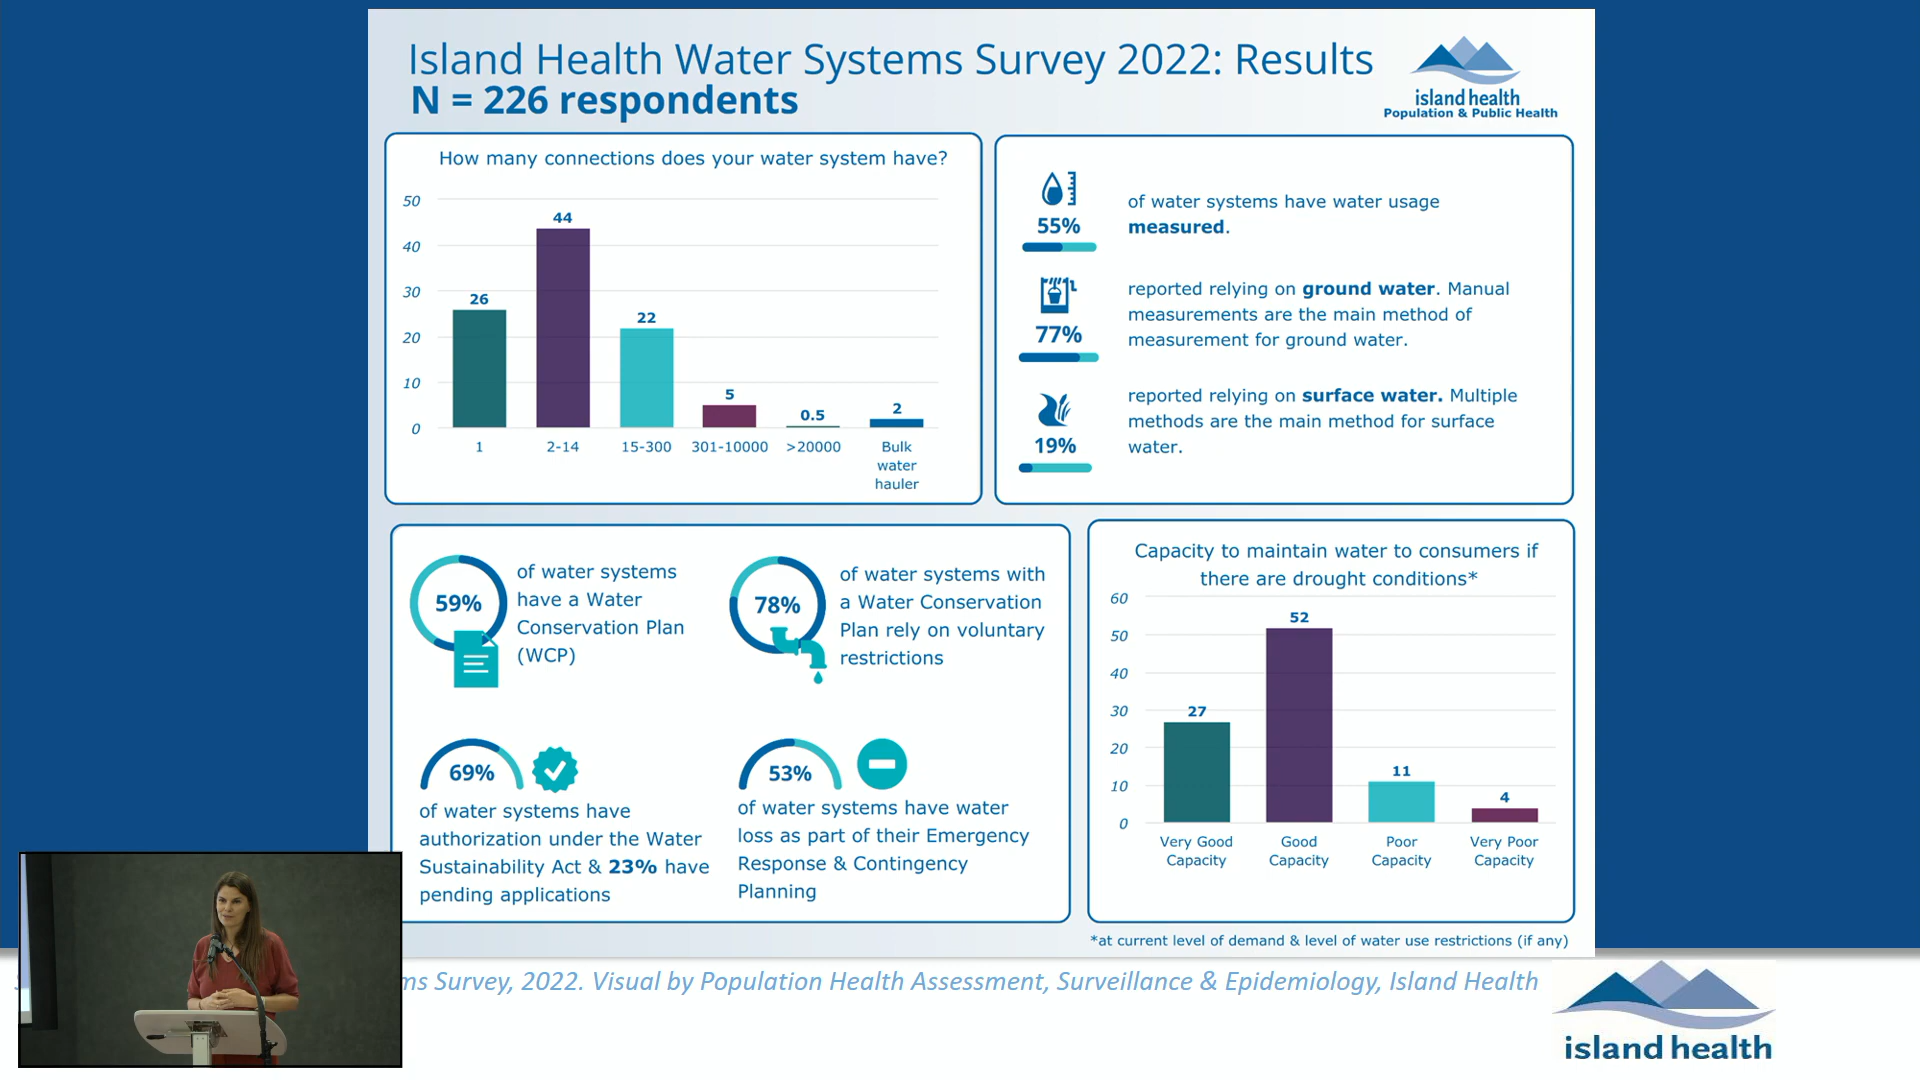 Island Health Water Systems Survey 2022: Results
N = 226 respondents
island health
Population & Public Health
How many connections does your water system have?
50
40
30
20
10
0
26
44
22
5
0.5
2
1
2-14
15-300
301-10000
>20000
Bulk
water
hauler
55%
of water systems have water usage
measured.
77%
reported relying on ground water. Manual
measurements are the main method of
measurement for ground water.
19%
reported relying on surface water. Multiple
methods are the main method for surface
water.
59%
of water systems
have a Water
Conservation Plan
(WCP)
78%
of water systems with
a Water Conservation
Plan rely on voluntary
restrictions
69%
of water systems have
authorization under the Water
Sustainability Act & 23% have
pending applications
53%
of water systems have water
loss as part of their Emergency
Response & Contingency
Planning
Capacity to maintain water to consumers if
there are drought conditions*
60
50
40
30
20
10
0
27
52
11
4
Very Good
Capacity
Good
Capacity
Poor
Capacity
Very Poor
Capacity
*at current level of demand & level of water use restrictions (if any)
Survey, 2022. Visual by Population Health Assessment, Surveillance & Epidemiology, Island Health
island health